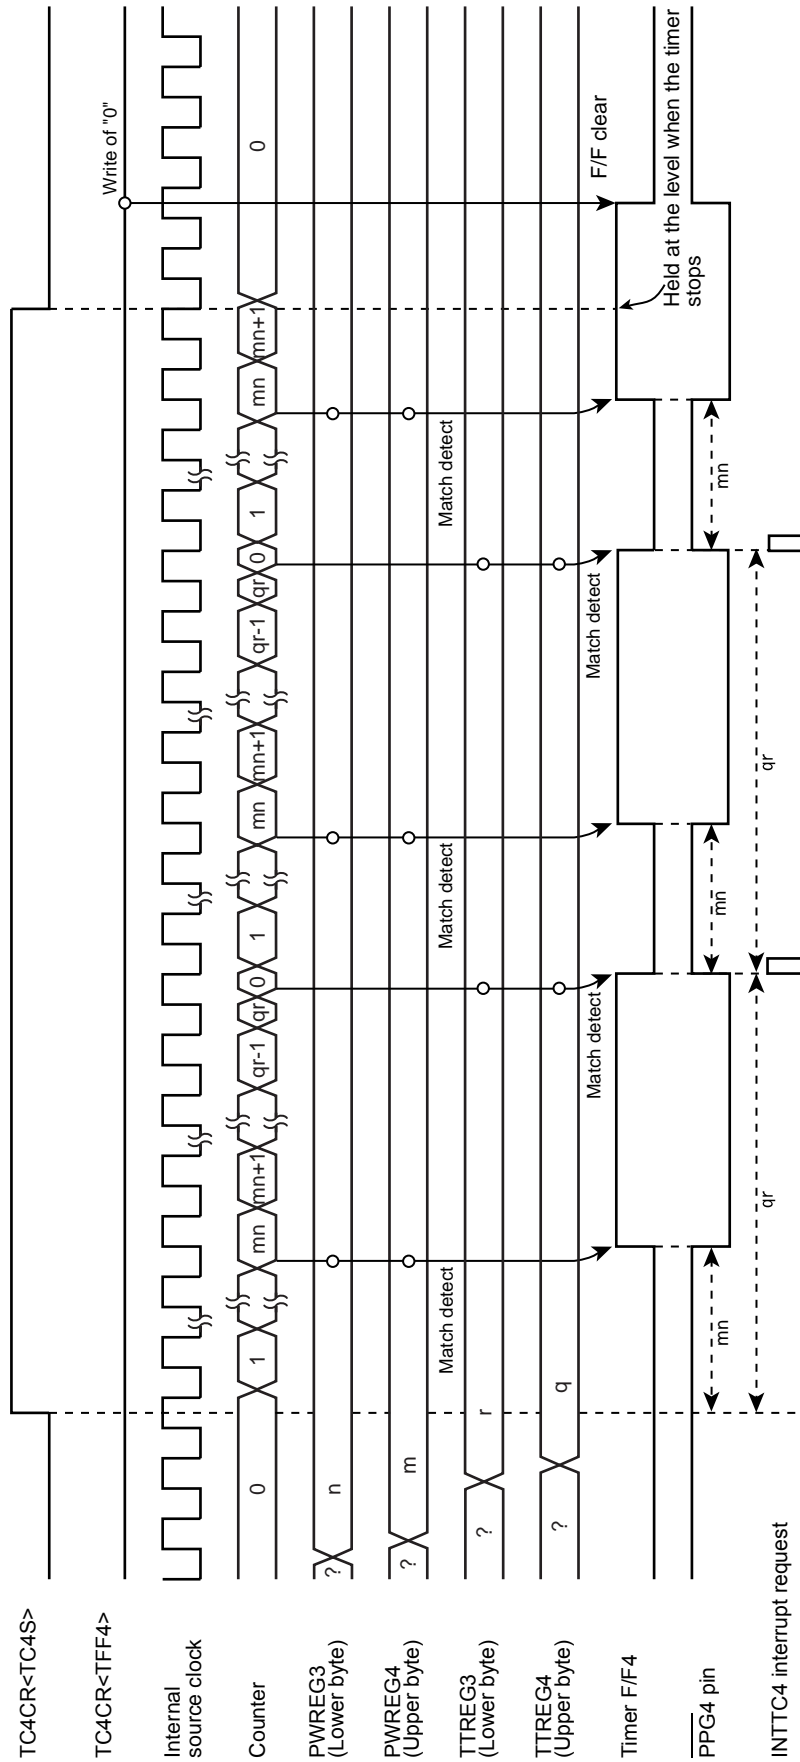 TC4CR<TC4S>
Write of "0"
TC4CR<TFF4>
Internal
source clock
Counter
0 1 mn mn+1 qr-1 qr 0 1 mn mn+1 qr-1 qr 0 1 mn mn+1 0
PWREG3
(Lower byte)
? n
PWREG4
(Upper byte)
? m
Match detect
Match detect
Match detect
TTREG3
(Lower byte)
? r
TTREG4
(Upper byte)
? q
Match detect
Match detect
F/F clear
Timer F/F4
Held at the level when the timer
stops
PPG4 pin
mn mn mn
qr qr
INTTC4 interrupt request